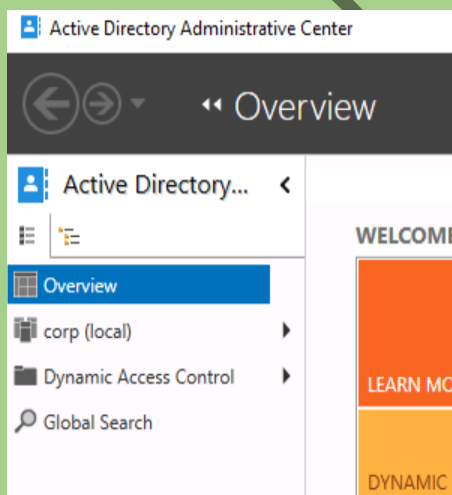 Active Directory Administrative Center
Overview
Active Directory...
WELCOME
Overview
corp (local)
Dynamic Access Control
LEARN MO
Global Search
DYNAMIC